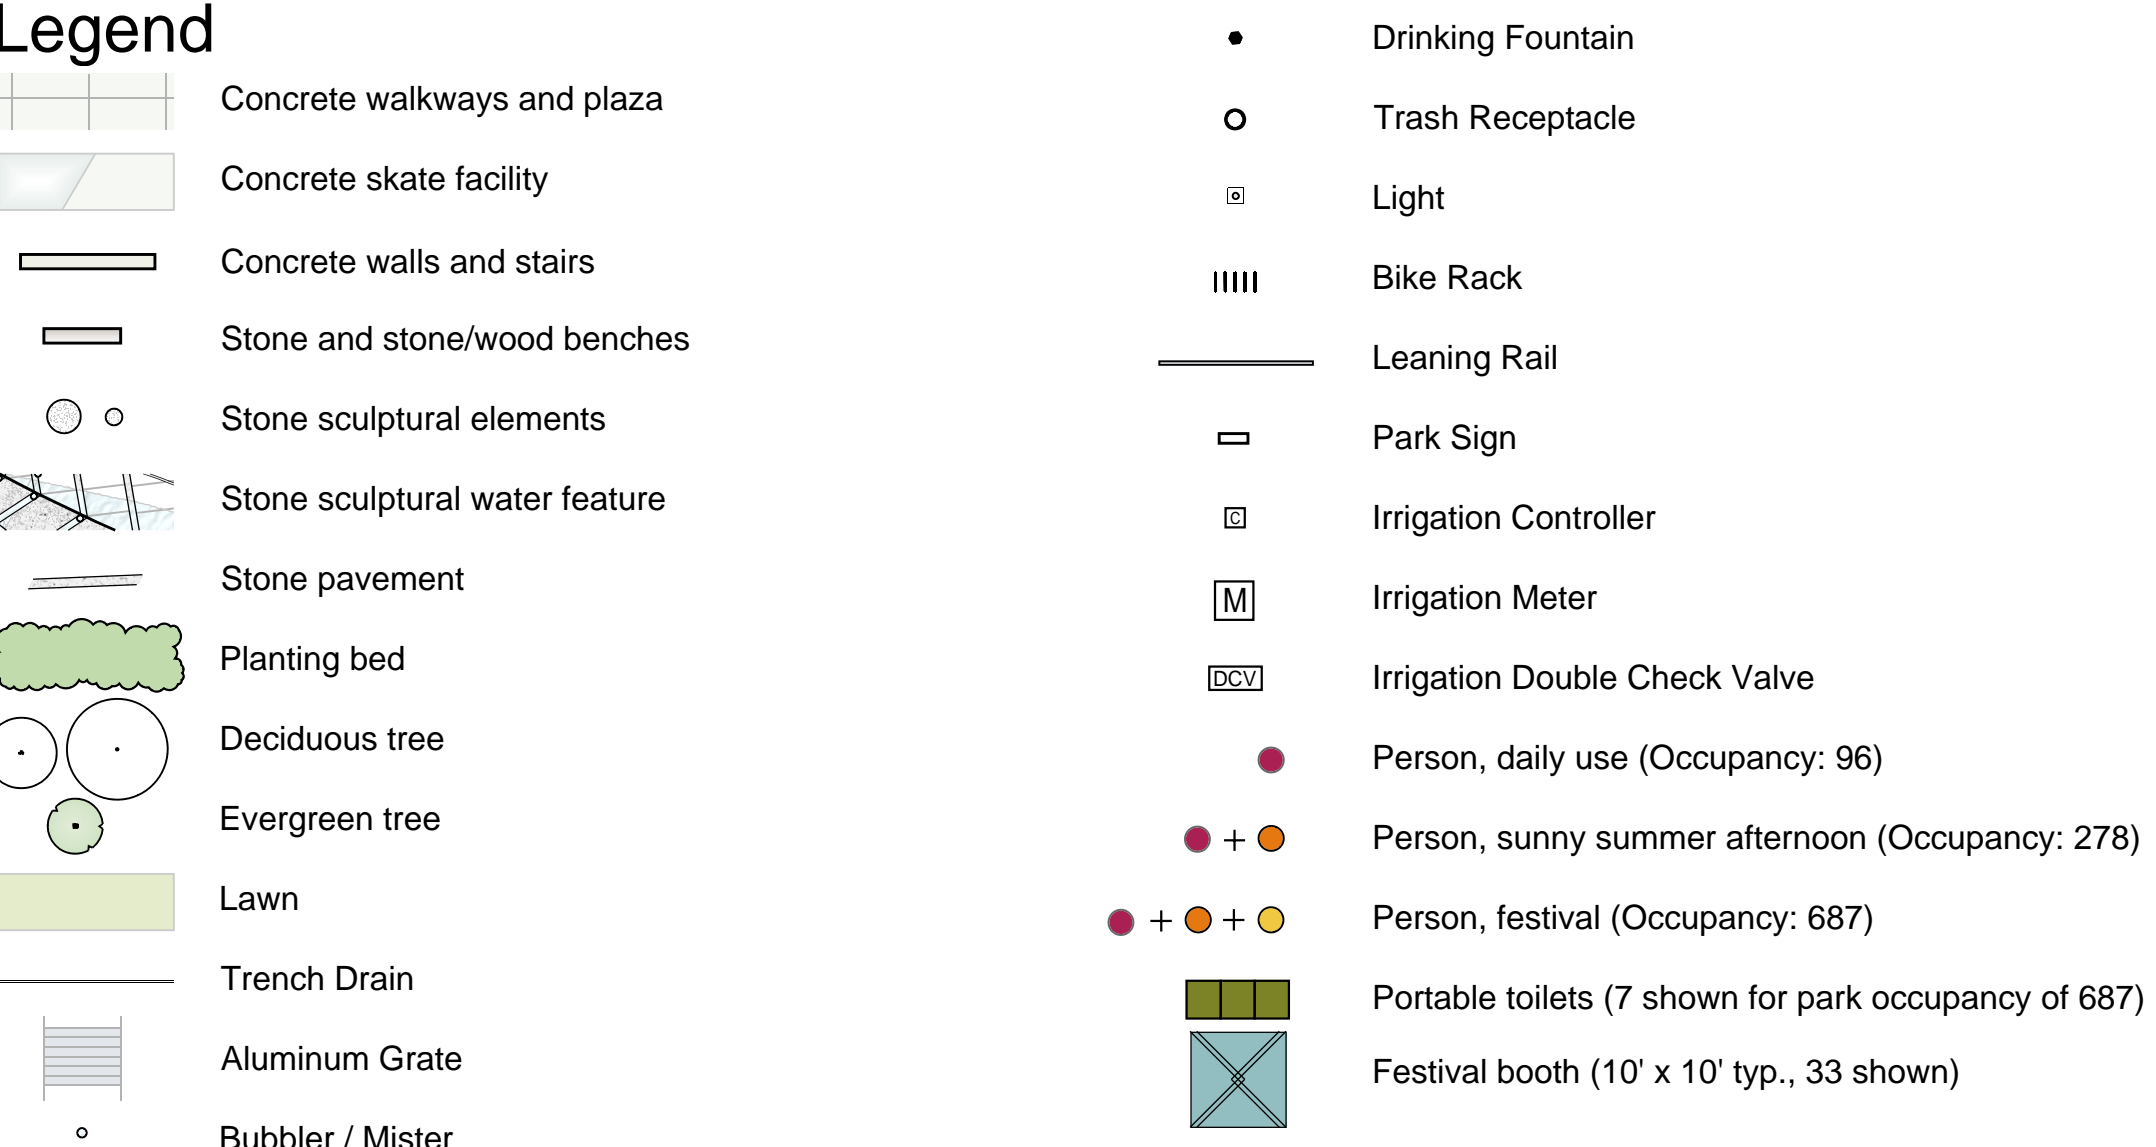 Legend
Concrete walkways and plaza
Concrete skate facility
Concrete walls and stairs
Stone and stone/wood benches
Stone sculptural elements
Stone sculptural water feature
Stone pavement
Planting bed
Deciduous tree
Evergreen tree
Lawn
Trench Drain
Aluminum Grate
Bubbler / Mister
Drinking Fountain
Trash Receptacle
Light
Bike Rack
Leaning Rail
Park Sign
C Irrigation Controller
M Irrigation Meter
DCV Irrigation Double Check Valve
Person, daily use (Occupancy: 96)
+ Person, sunny summer afternoon (Occupancy: 278)
+ + Person, festival (Occupancy: 687)
Portable toilets (7 shown for park occupancy of 687)
Festival booth (10' x 10' typ., 33 shown)